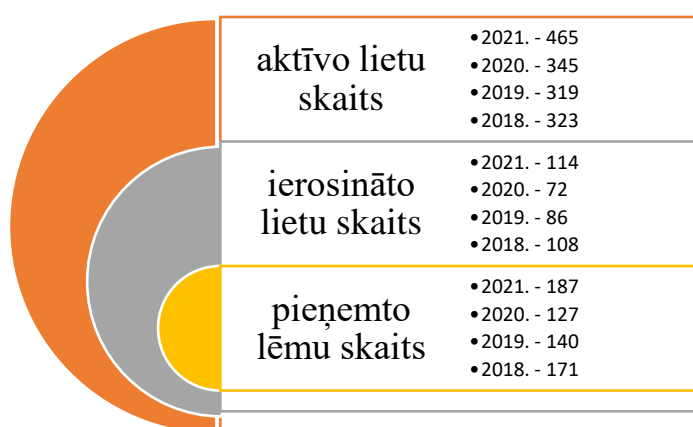 aktīvo lietu
skaits
•2021. - 465
•2020. - 345
•2019. - 319
•2018. - 323
ierosināto
lietu skaits
•2021. - 114
•2020. - 72
•2019. - 86
•2018. - 108
pieņemto
lēmu skaits
•2021. - 187
•2020. - 127
•2019. - 140
•2018. - 171